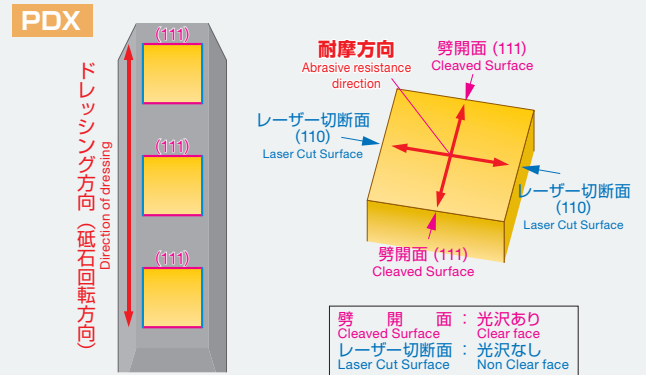 PDX
(111)
(111)
(111)
ドレッシング方向（砥石回転方向）
Direction of dressing
耐摩方向
Abrasive resistance
direction
劈開面 (111)
Cleaved Surface
レーザー切断面
(110)
Laser Cut Surface
レーザー切断面
(110)
Laser Cut Surface
劈開面 (111)
Cleaved Surface
劈開面：光沢あり
Cleaved Surface Clear face
レーザー切断面：光沢なし
Laser Cut Surface Non Clear face